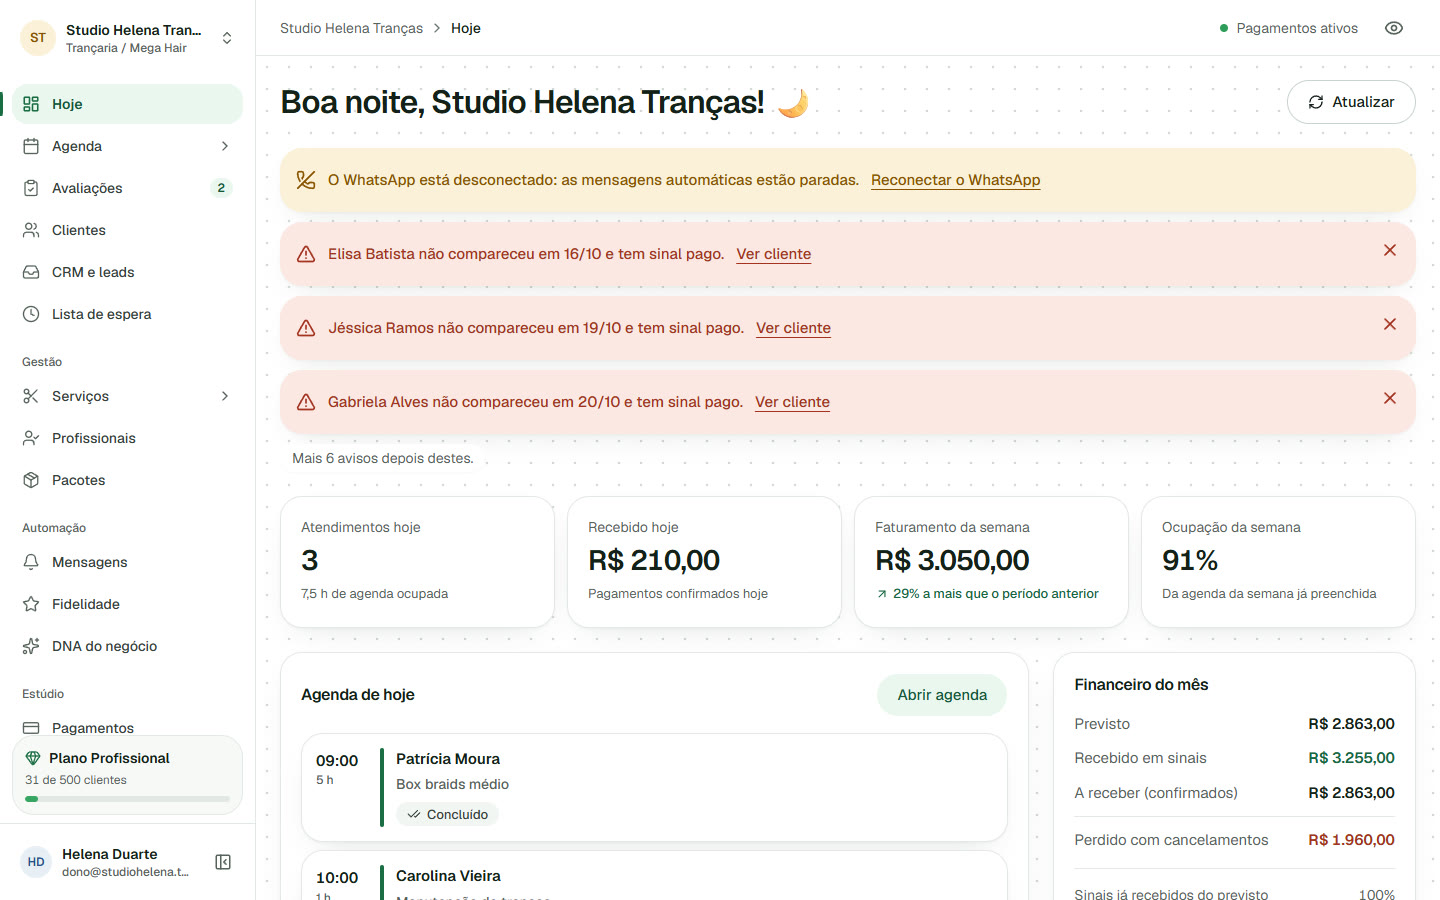 ST
Studio Helena Tran...
Trançaria / Mega Hair
Hoje
Agenda
Avaliações
2
Clientes
CRM e leads
Lista de espera
Gestão
Serviços
Profissionais
Pacotes
Automação
Mensagens
Fidelidade
DNA do negócio
Estúdio
Pagamentos
Plano Profissional
31 de 500 clientes
HD
Helena Duarte
dono@studiohelena.t...
Studio Helena Tranças > Hoje
Pagamentos ativos
Boa noite, Studio Helena Tranças! 🌙
Atualizar
O WhatsApp está desconectado: as mensagens automáticas estão paradas. Reconectar o WhatsApp
Elisa Batista não compareceu em 16/10 e tem sinal pago. Ver cliente
Jéssica Ramos não compareceu em 19/10 e tem sinal pago. Ver cliente
Gabriela Alves não compareceu em 20/10 e tem sinal pago. Ver cliente
Mais 6 avisos depois destes.
Atendimentos hoje
3
7,5 h de agenda ocupada
Recebido hoje
R$ 210,00
Pagamentos confirmados hoje
Faturamento da semana
R$ 3.050,00
29% a mais que o período anterior
Ocupação da semana
91%
Da agenda da semana já preenchida
Agenda de hoje
Abrir agenda
09:00
5 h
Patrícia Moura
Box braids médio
Concluído
10:00
1 h
Carolina Vieira
Manutenção de tranças
Financeiro do mês
Previsto R$ 2.863,00
Recebido em sinais R$ 3.255,00
A receber (confirmados) R$ 2.863,00
Perdido com cancelamentos R$ 1.960,00
Sinais já recebidos do previsto 100%